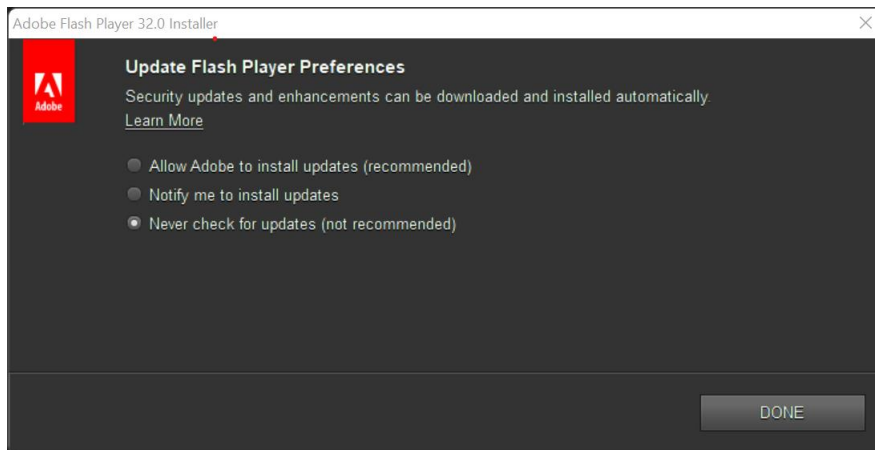 Adobe Flash Player 32.0 Installer
Adobe
Update Flash Player Preferences
Security updates and enhancements can be downloaded and installed automatically.
Learn More
Allow Adobe to install updates (recommended)
Notify me to install updates
Never check for updates (not recommended)
DONE